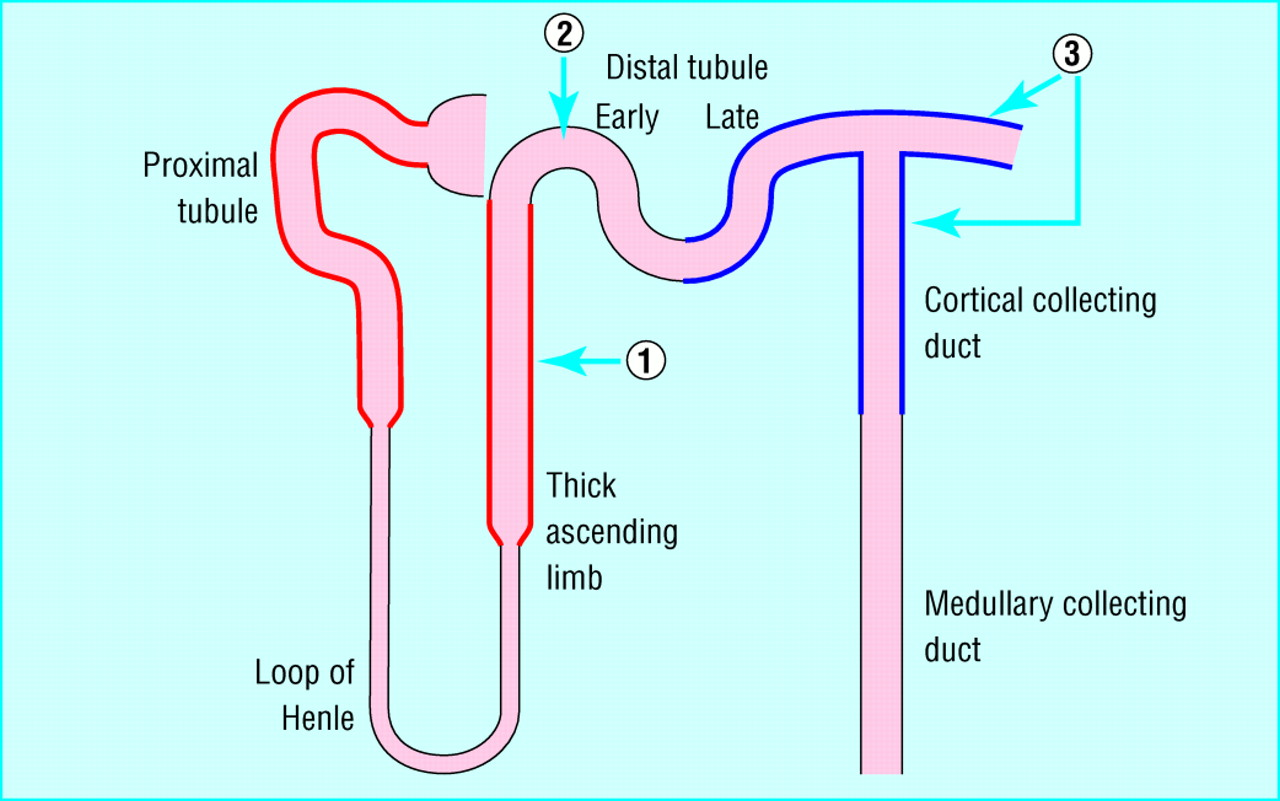 2
3
Distal tubule
Early Late
Proximal
tubule
Cortical collecting
duct
1
Thick
ascending
limb
Medullary collecting
duct
Loop of
Henle